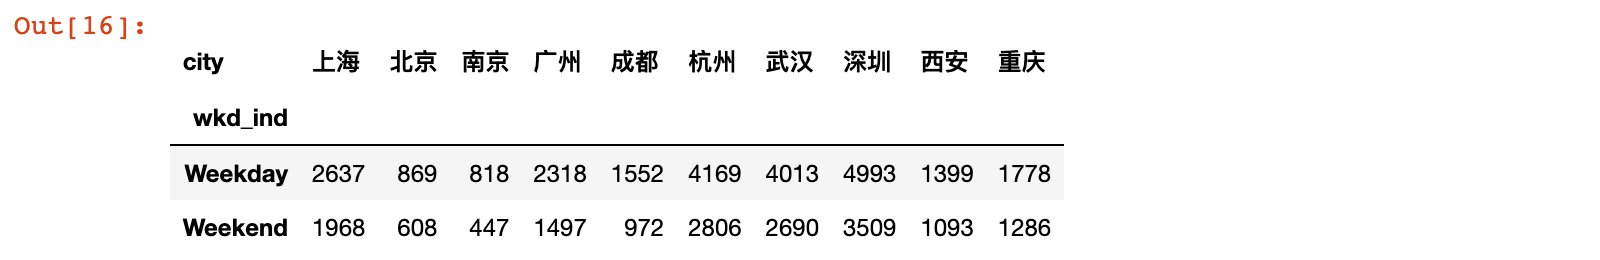 Out[16]:
city 上海 北京 南京 广州 成都 杭州 武汉 深圳 西安 重庆
wkd_ind
Weekday 2637 869 818 2318 1552 4169 4013 4993 1399 1778
Weekend 1968 608 447 1497 972 2806 2690 3509 1093 1286